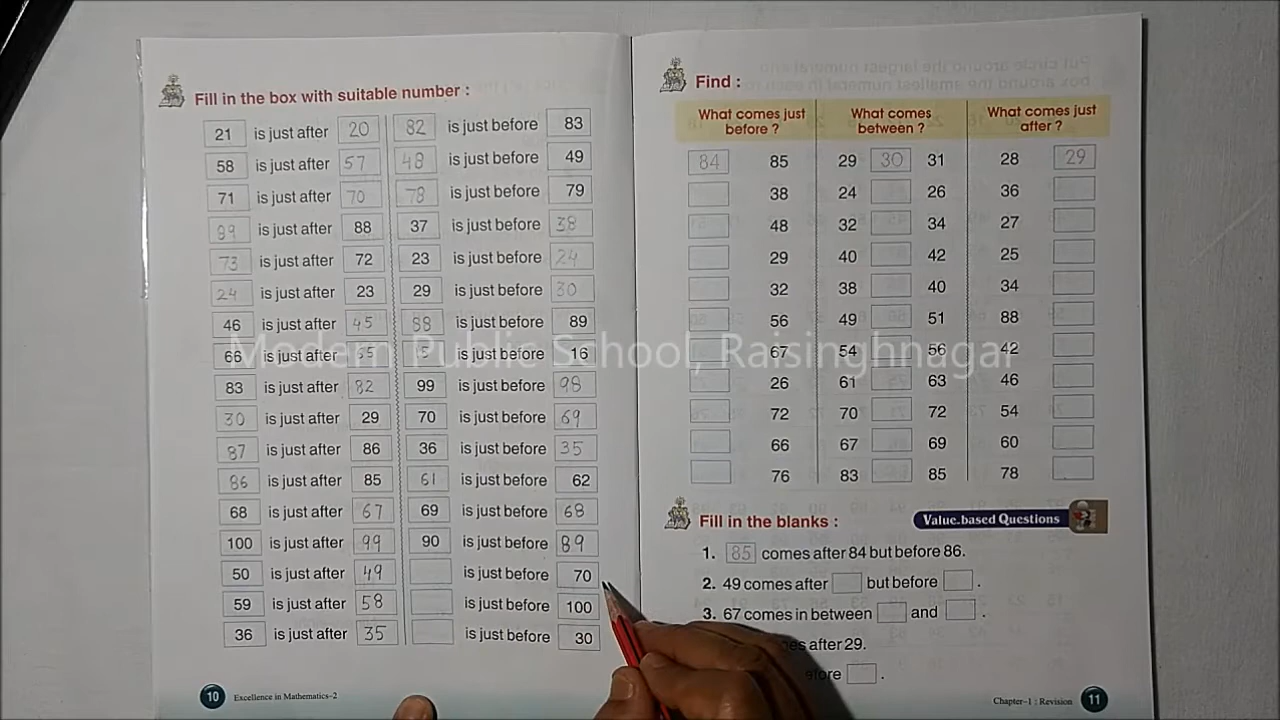 Fill in the box with suitable number :
21 is just after 20 82 is just before 83
58 is just after 57 48 is just before 49
71 is just after 70 78 is just before 79
89 is just after 88 37 is just before 38
73 is just after 72 23 is just before 24
24 is just after 23 29 is just before 30
46 is just after 45 88 is just before 89
66 is just after 65 is just before 16
83 is just after 82 99 is just before 98
30 is just after 29 70 is just before 69
87 is just after 86 36 is just before 35
86 is just after 85 61 is just before 62
68 is just after 67 69 is just before 68
100 is just after 99 90 is just before 89
50 is just after 49 is just before 70
59 is just after 58 is just before 100
36 is just after 35 is just before 30
10 Excellence in Mathematics-2
Find :
What comes just before ? What comes between ? What comes just after ?
84 85 29 30 31 28 29
38 24 26 36
48 32 34 27
29 40 42 25
32 38 40 34
56 49 51 88
67 54 56 42
26 61 63 46
72 70 72 54
66 67 69 60
76 83 85 78
Fill in the blanks : Value-based Questions
1. 85 comes after 84 but before 86.
2. 49 comes after but before .
3. 67 comes in between and .
after 29.
.
Chapter-1 : Revision 11
Modern Public School, Raisinghnagar